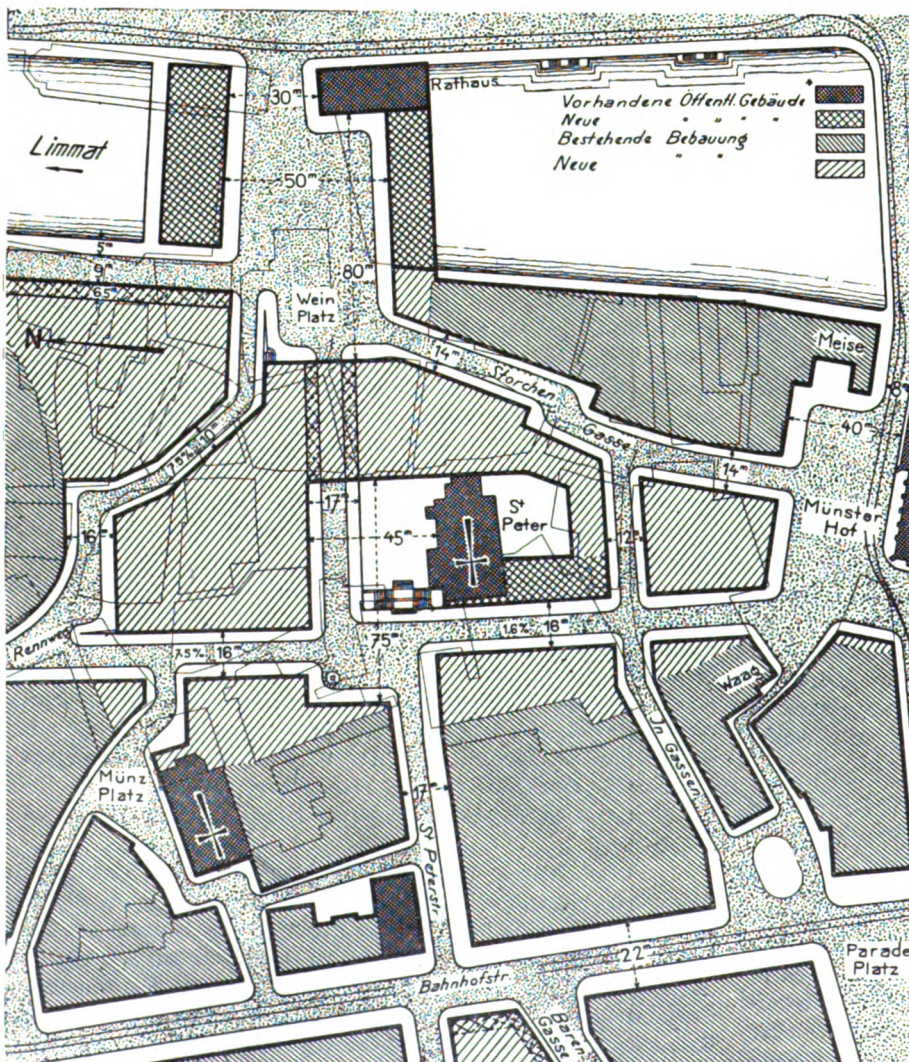 30m
Rathaus
Vorhandene Öffentl. Gebäude
Neue " " " "
Bestehende Bebauung
Neue " "
Limmat
50m
5m
9m
80m
Wein
Platz
N
14m
Storchen
Gasse
Meise
40m
14m
16m
17m
45m
St
Peter
12m
Münster
Hof
Rennweg
7.5%
16m
75m
1.6%
16m
Waag
In Gassen
Münz
Platz
17m
St Peterstr.
22m
Parade
Platz
Bahnhofstr.
Bären
Gasse